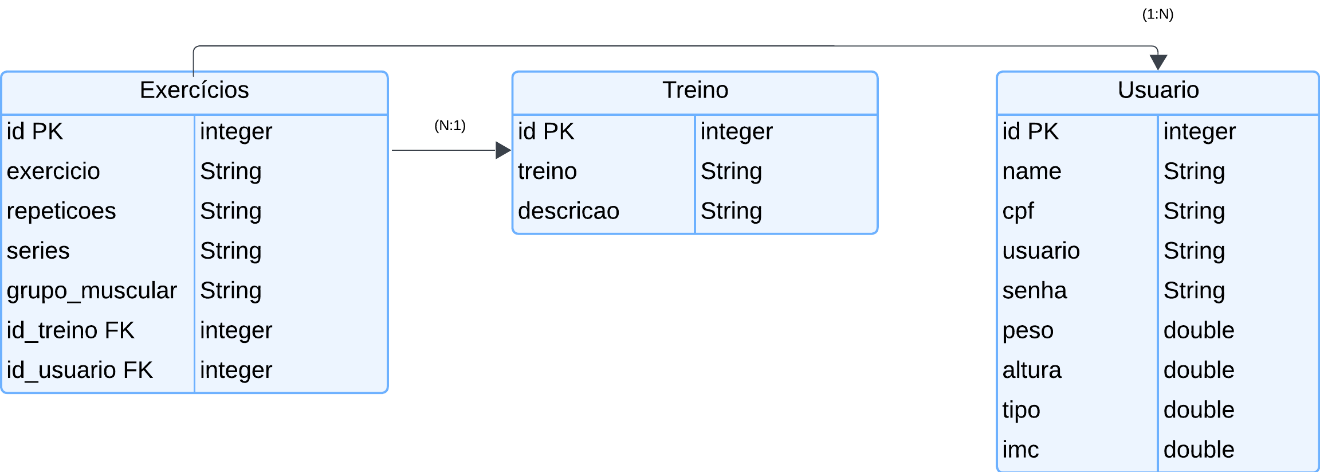 (1:N)
Exercícios
id PK integer
exercicio String
repeticoes String
series String
grupo_muscular String
id_treino FK integer
id_usuario FK integer
(N:1)
Treino
id PK integer
treino String
descricao String
Usuario
id PK integer
name String
cpf String
usuario String
senha String
peso double
altura double
tipo double
imc double